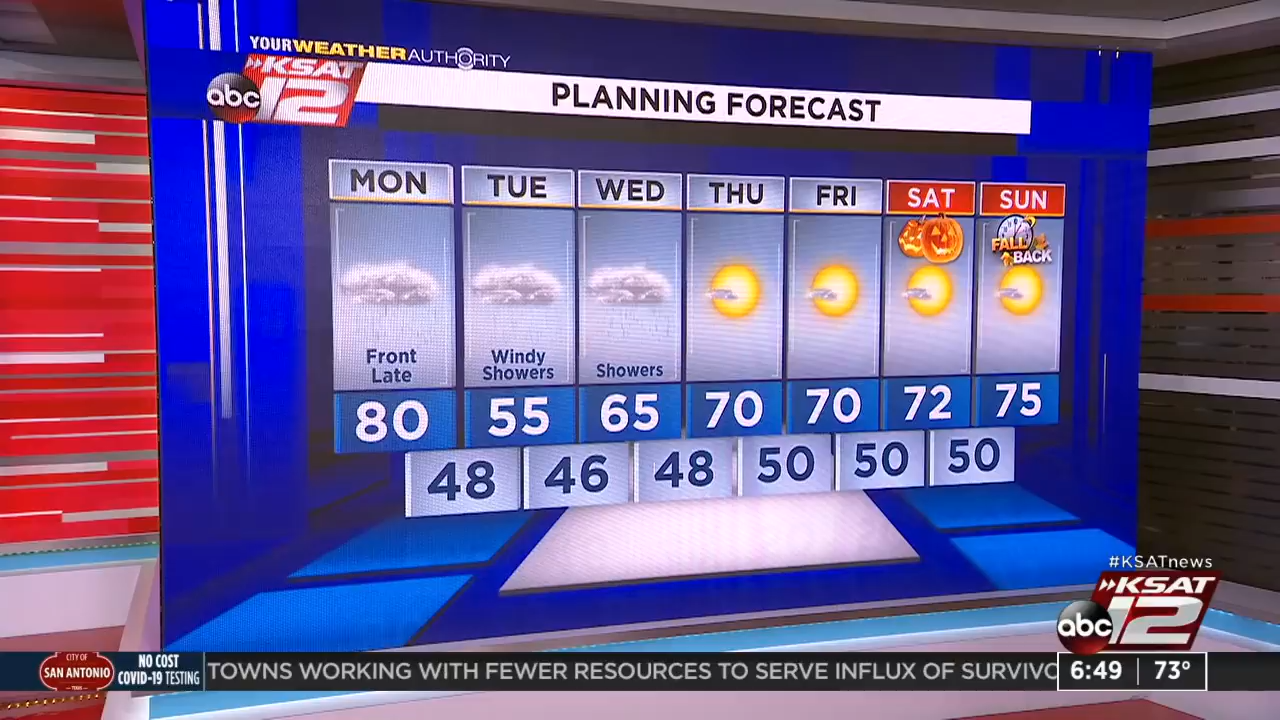 YOUR WEATHER AUTHORITY
KSAT
abc 12
PLANNING FORECAST
MON TUE WED THU FRI SAT SUN
FALL BACK
Front Late
Windy Showers
Showers
80 55 65 70 70 72 75
48 46 48 50 50 50
#KSATnews
KSAT
abc 12
CITY OF
SAN ANTONIO
TEXAS
NO COST
COVID-19 TESTING
TOWNS WORKING WITH FEWER RESOURCES TO SERVE INFLUX OF SURVIVO
6:49 73°